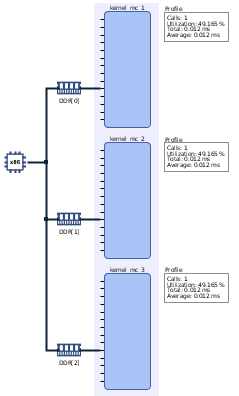 kernel_mc_1
Profile
Calls: 1
Utilization: 49.165 %
Total: 0.012 ms
Average: 0.012 ms
DDR[0]
x86
kernel_mc_2
Profile
Calls: 1
Utilization: 49.165 %
Total: 0.012 ms
Average: 0.012 ms
DDR[1]
kernel_mc_3
Profile
Calls: 1
Utilization: 49.165 %
Total: 0.012 ms
Average: 0.012 ms
DDR[2]